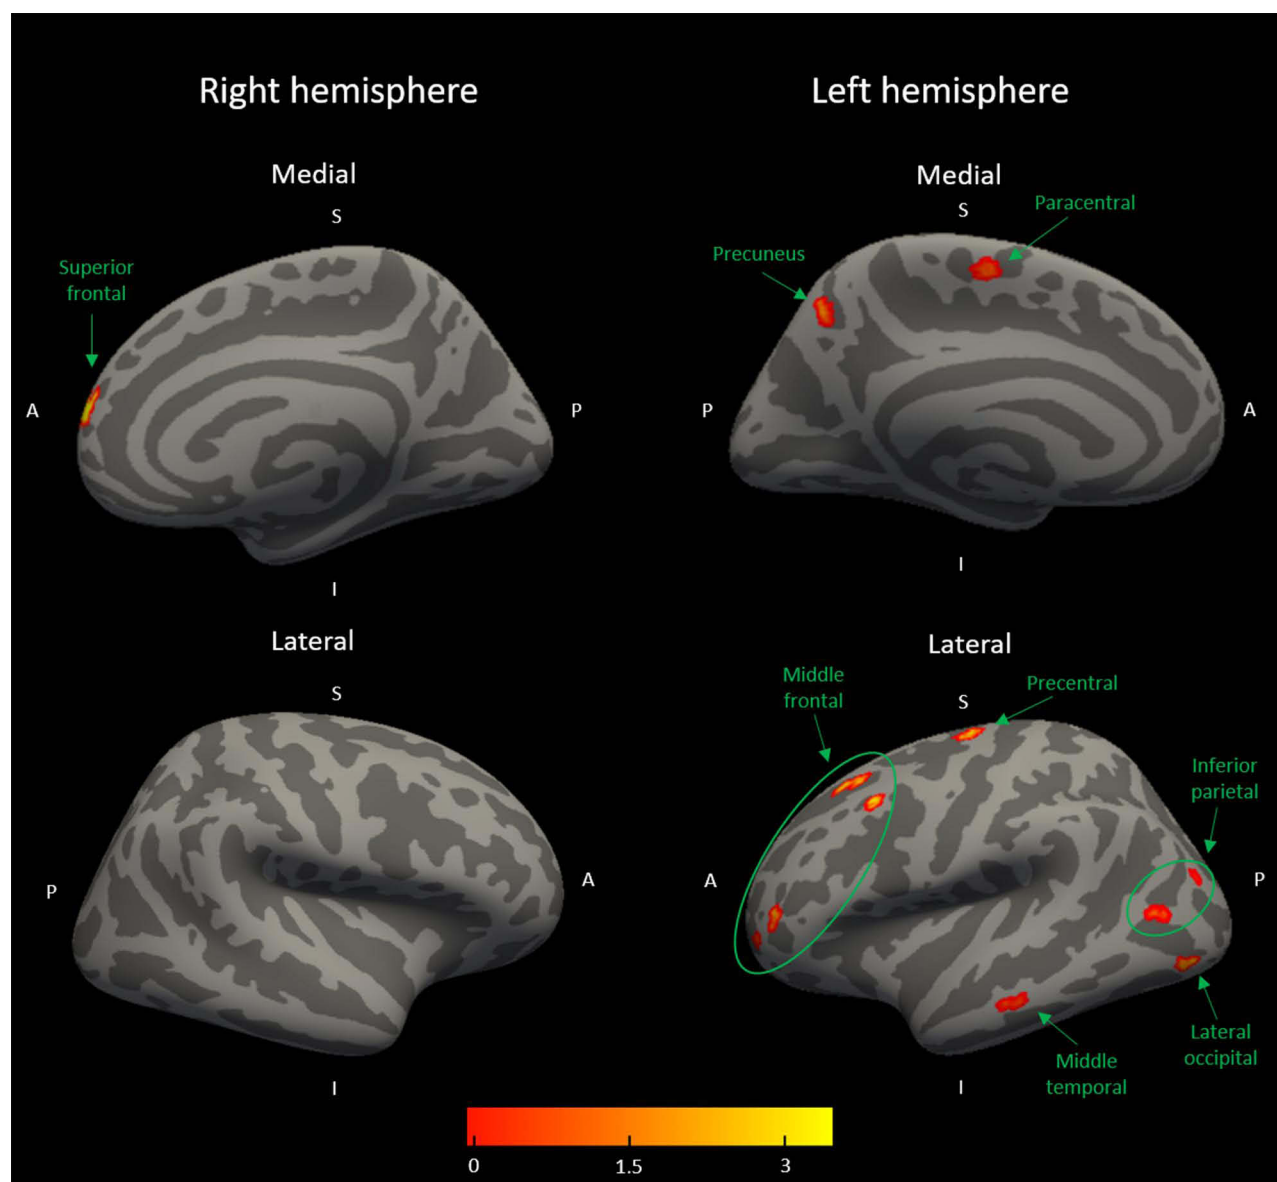 Right hemisphere
Left hemisphere
Medial
S
Superior
frontal
A
P
I
Medial
S
Paracentral
Precuneus
P
A
I
Lateral
S
P
A
I
Lateral
S
Middle
frontal
Precentral
Inferior
parietal
A
P
Lateral
occipital
Middle
temporal
I
0
1.5
3